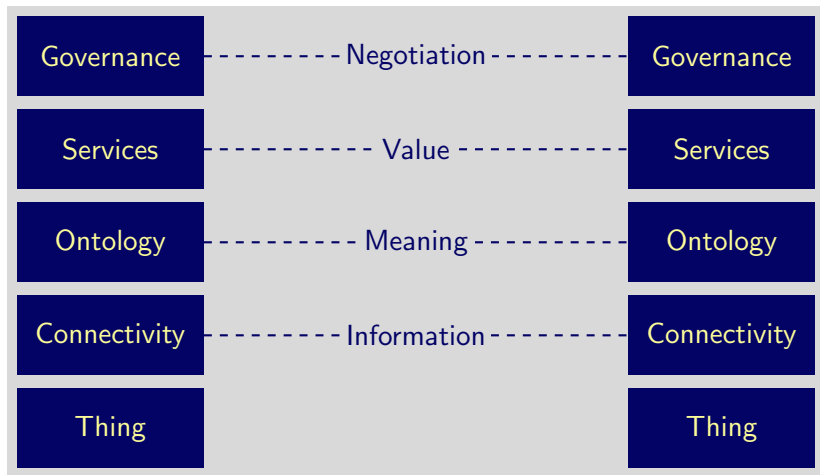 Governance Negotiation Governance
Services Value Services
Ontology Meaning Ontology
Connectivity Information Connectivity
Thing Thing